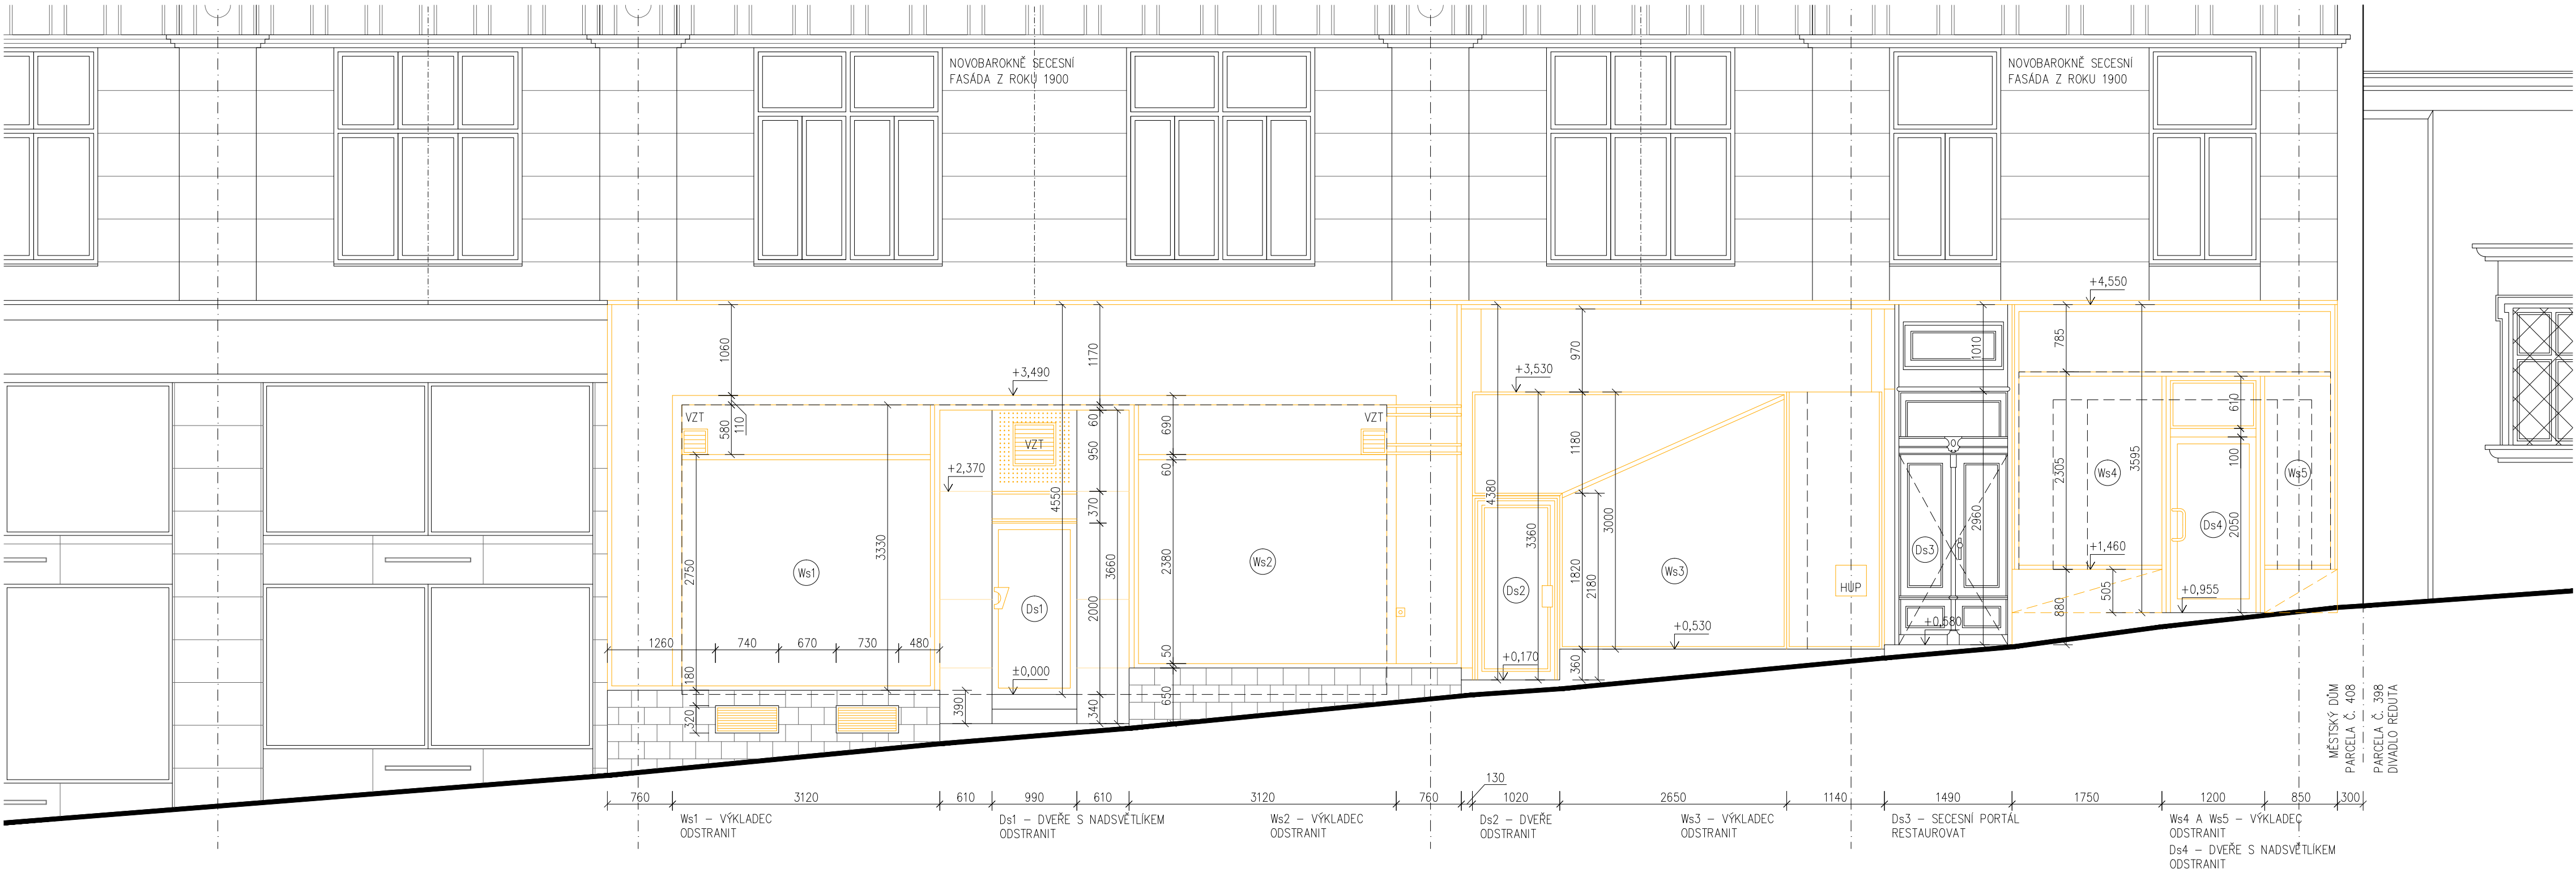 NOVOBAROKNĚ SECESNÍ
FASÁDA Z ROKU 1900
NOVOBAROKNĚ SECESNÍ
FASÁDA Z ROKU 1900
+4,550
1060
1170
970
1010
785
+3,490
+3,530
VZT
580
110
VZT
60
950
690
VZT
1180
610
+2,370
4550
370
60
4380
3595
100
2305
Ws4
Ws5
2750
Ws1
3330
3660
2000
2380
Ws2
3360
3000
1820
2180
Ws3
2960
Ds3
Ds4
2050
+1,460
Ds1
Ds2
HUP
505
880
+0,955
1260
740
670
730
480
±0,000
+0,530
+0,580
50
+0,170
360
180
320
390
340
650
MĚSTSKÝ DŮM
PARCELA Č. 408
PARCELA Č. 398
DIVADLO REDUTA
130
760
3120
610
990
610
3120
760
1020
2650
1140
1490
1750
1200
850
300
Ws1 – VÝKLADEC
ODSTRANIT
Ds1 – DVEŘE S NADSVĚTLÍKEM
ODSTRANIT
Ws2 – VÝKLADEC
ODSTRANIT
Ds2 – DVEŘE
ODSTRANIT
Ws3 – VÝKLADEC
ODSTRANIT
Ds3 – SECESNÍ PORTÁL
RESTAUROVAT
Ws4 A Ws5 – VÝKLADEC
ODSTRANIT
Ds4 – DVEŘE S NADSVĚTLÍKEM
ODSTRANIT